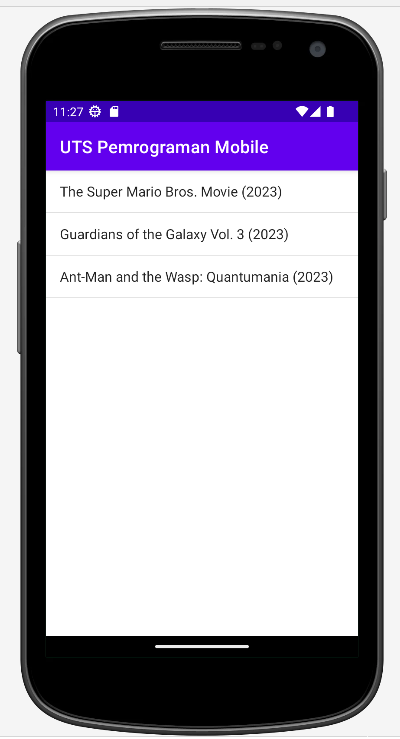 11:27
UTS Pemrograman Mobile
The Super Mario Bros. Movie (2023)
Guardians of the Galaxy Vol. 3 (2023)
Ant-Man and the Wasp: Quantumania (2023)